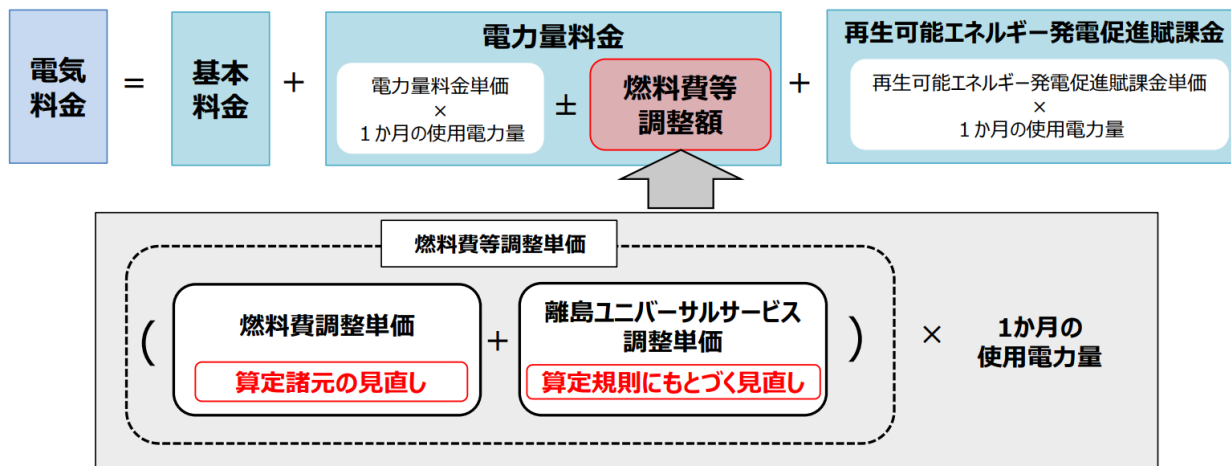 電気
料金
=
基本
料金
+
電力量料金
電力量料金単価
×
1か月の使用電力量
±
燃料費等
調整額
+
再生可能エネルギー発電促進賦課金
再生可能エネルギー発電促進賦課金単価
×
1か月の使用電力量
燃料費等調整単価
(
燃料費調整単価
算定諸元の見直し
+
離島ユニバーサルサービス
調整単価
算定規則にもとづく見直し
)
×
1か月の
使用電力量